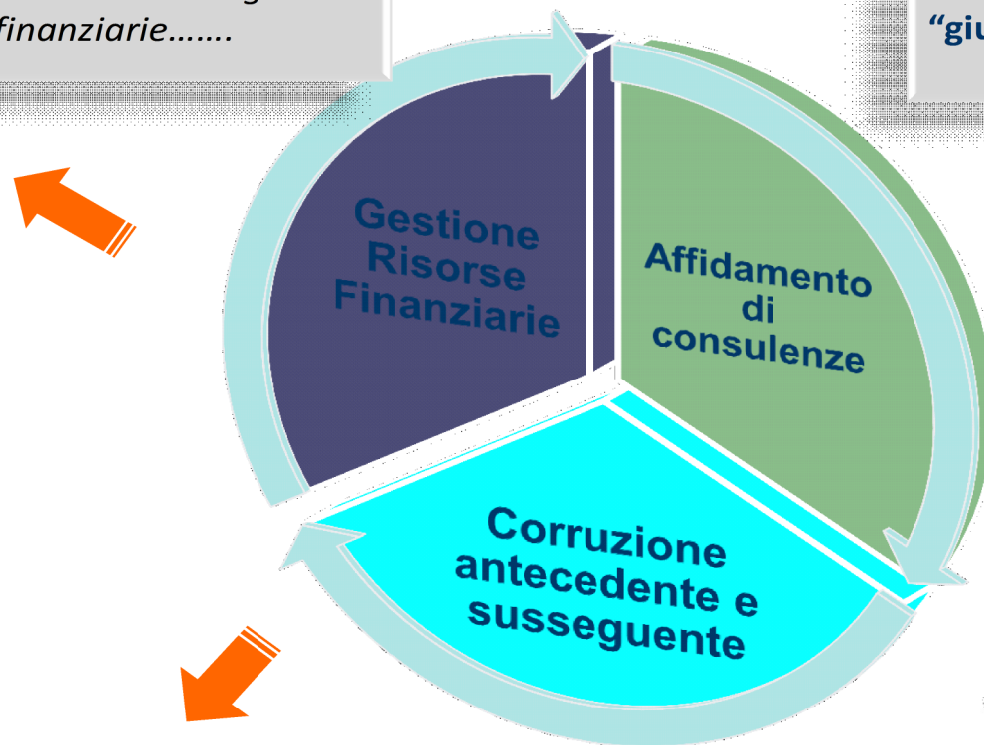 finanziarie…….
“giu
Gestione
Risorse
Finanziarie
Affidamento
di
consulenze
Corruzione
antecedente e
susseguente